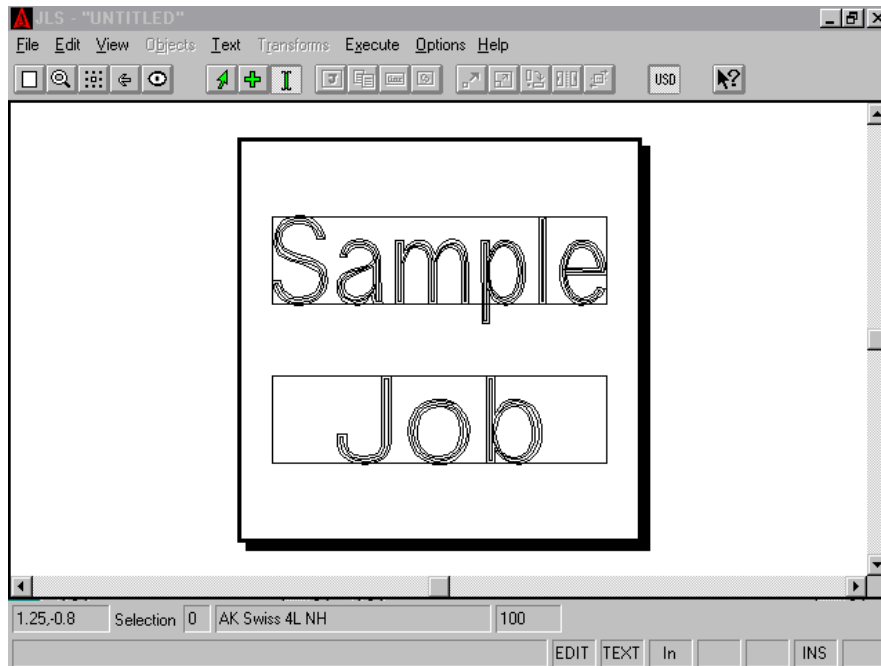 JLS - "UNTITLED"
File Edit View Objects Text Transforms Execute Options Help
USD
Sample
Job
1.25,-0.8 Selection 0 AK Swiss 4L NH 100
EDIT TEXT In INS